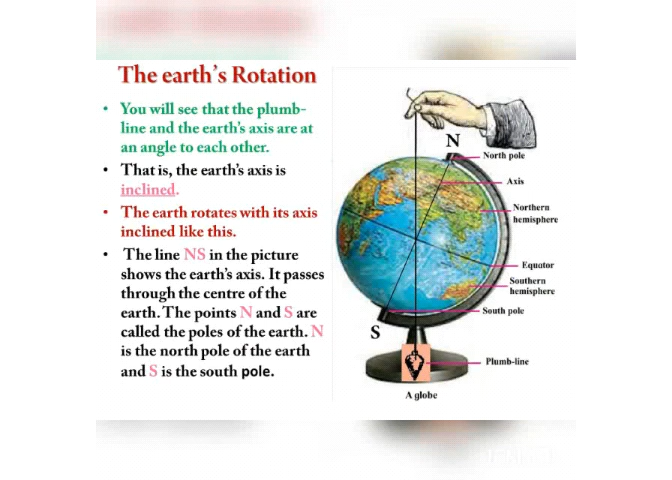 The earth's Rotation
• You will see that the plumb-
line and the earth's axis are at
an angle to each other.
• That is, the earth's axis is
inclined.
• The earth rotates with its axis
inclined like this.
• The line NS in the picture
shows the earth's axis. It passes
through the centre of the
earth. The points N and S are
called the poles of the earth. N
is the north pole of the earth
and S is the south pole.
N
North pole
Axis
Northern
hemisphere
Equator
Southern
hemisphere
South pole
S
Plumb-line
A globe